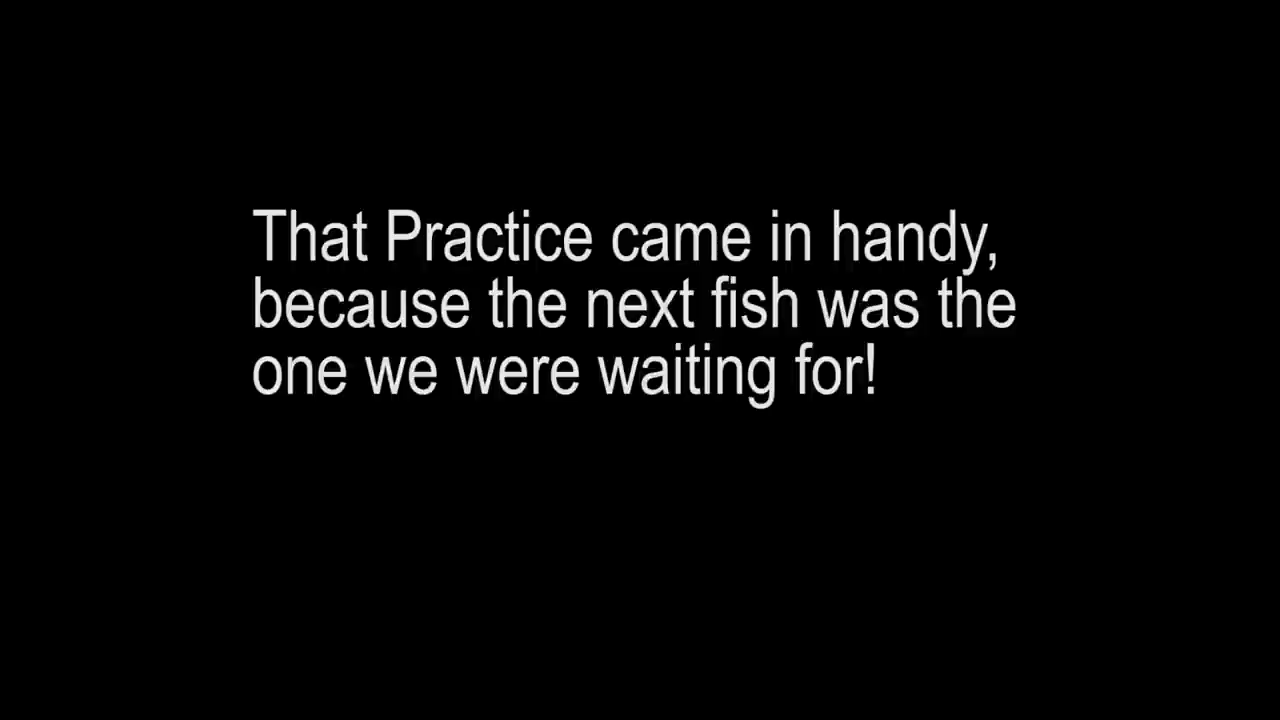 That Practice came in handy,
because the next fish was the
one we were waiting for!